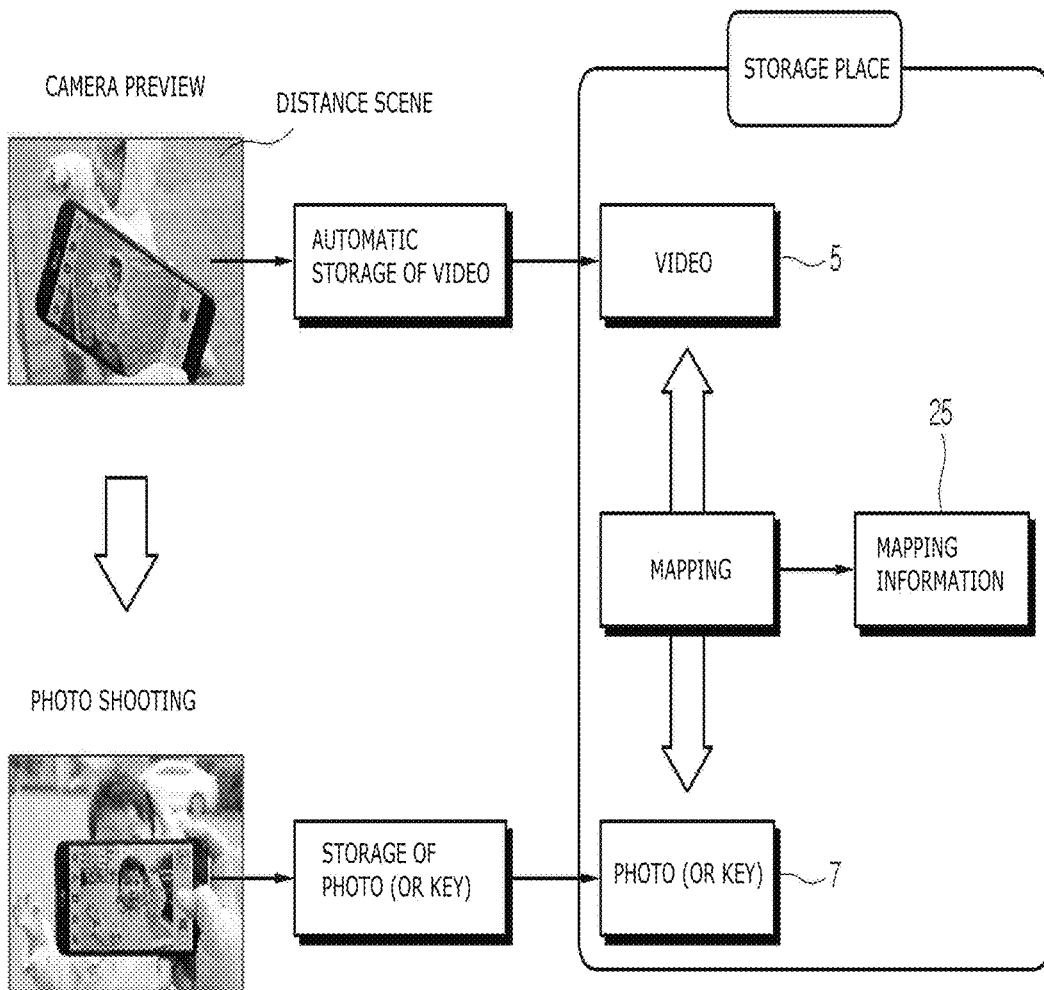 STORAGE PLACE
CAMERA PREVIEW
DISTANCE SCENE
AUTOMATIC
STORAGE OF VIDEO
VIDEO
5
25
MAPPING
MAPPING
INFORMATION
PHOTO SHOOTING
STORAGE OF
PHOTO (OR KEY)
PHOTO (OR KEY)
7